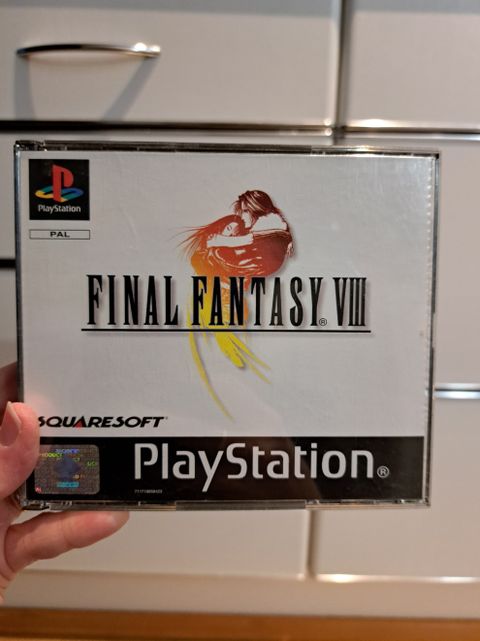 PlayStation
PAL
FINAL FANTASY® VIII
SQUARESOFT
PlayStation®